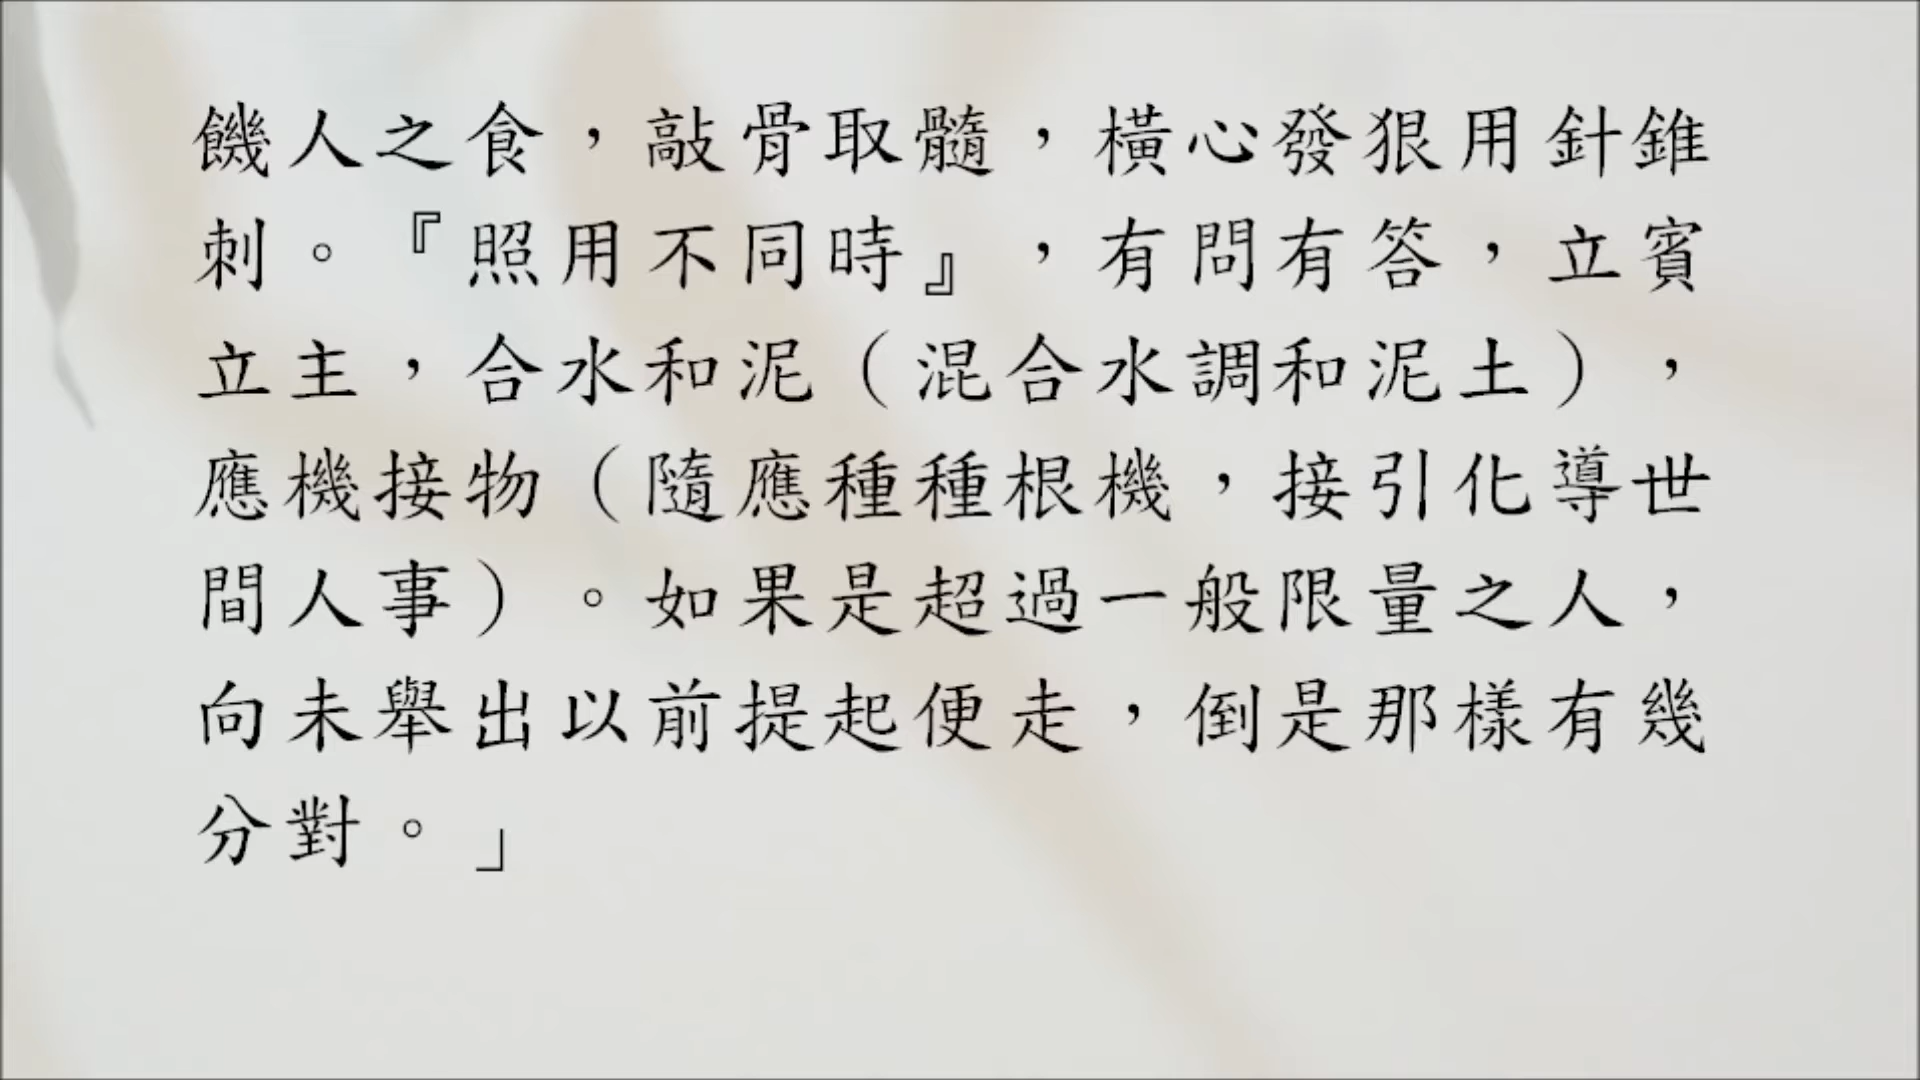 饑人之食，敲骨取髓，橫心發狠用針錐
刺。『照用不同時』，有問有答，立賓
立主，合水和泥（混合水調和泥土），
應機接物（隨應種種根機，接引化導世
間人事）。如果是超過一般限量之人，
向未舉出以前提起便走，倒是那樣有幾
分對。」